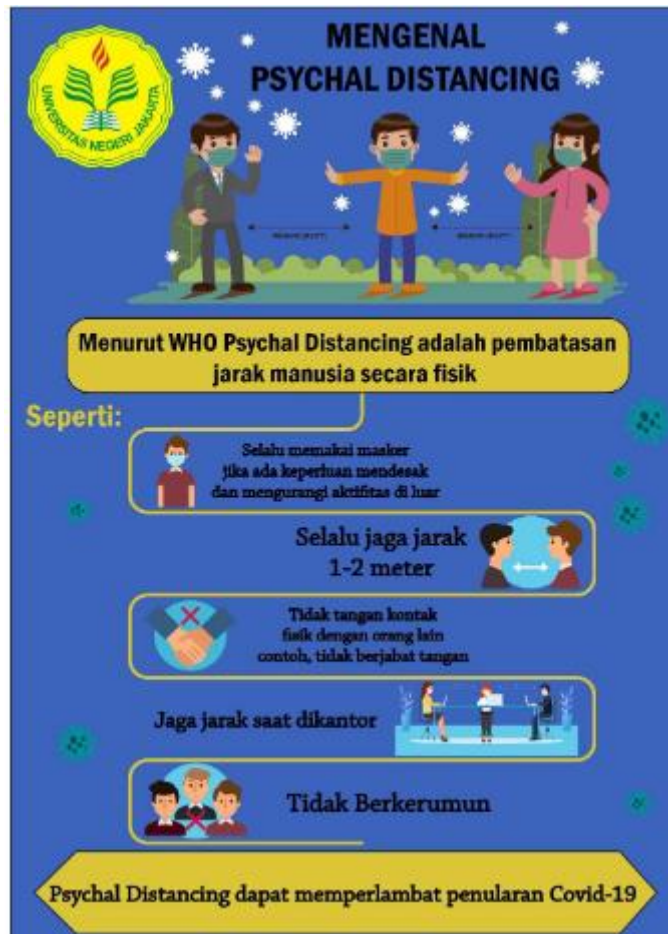 MENGENAL
PSYCHAL DISTANCING
UNIVERSITAS NEGERI JAKARTA
Menurut WHO Psychal Distancing adalah pembatasan
jarak manusia secara fisik
Seperti:
Selalu memakai masker
jika ada keperluan mendesak
dan mengurangi aktifitas di luar
Selalu jaga jarak
1-2 meter
Tidak tangan kontak
fisik dengan orang lain
contoh, tidak berjabat tangan
Jaga jarak saat dikantor
Tidak Berkerumun
Psychal Distancing dapat memperlambat penularan Covid-19